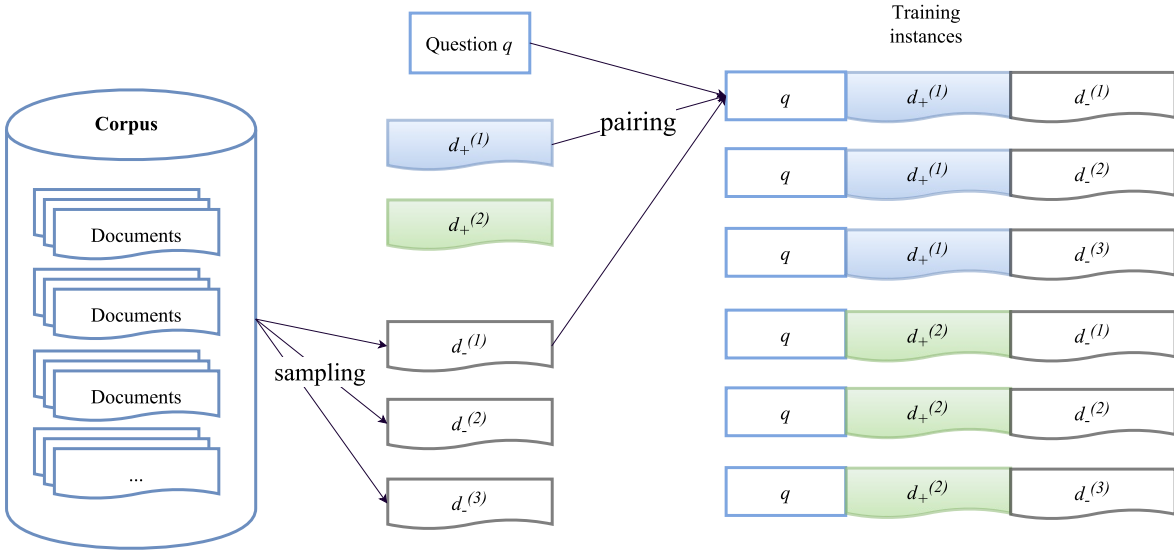 Corpus
Documents
Documents
Documents
...
sampling
Question q
d₊⁽¹⁾
d₊⁽²⁾
d₋⁽¹⁾
d₋⁽²⁾
d₋⁽³⁾
pairing
Training
instances
q d₊⁽¹⁾ d₋⁽¹⁾
q d₊⁽¹⁾ d₋⁽²⁾
q d₊⁽¹⁾ d₋⁽³⁾
q d₊⁽²⁾ d₋⁽¹⁾
q d₊⁽²⁾ d₋⁽²⁾
q d₊⁽²⁾ d₋⁽³⁾